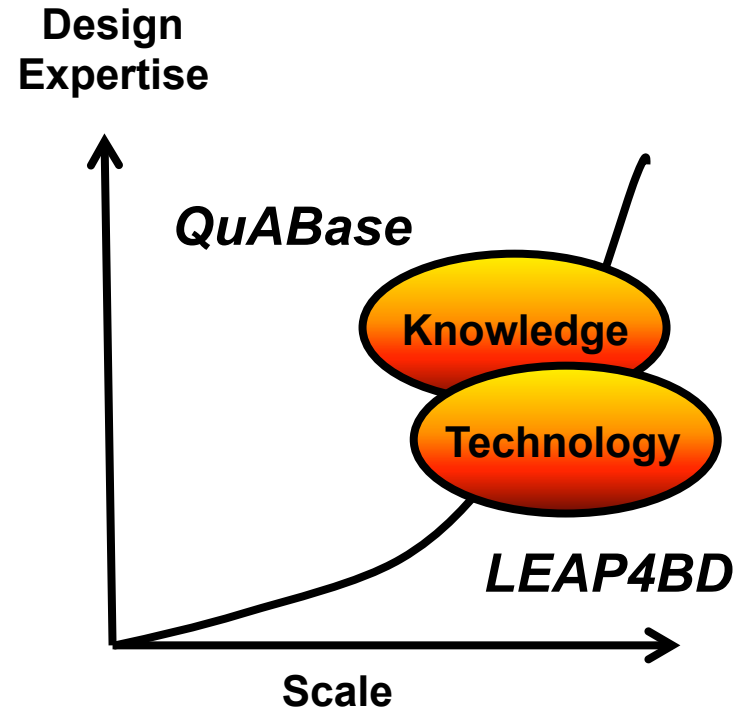 Design
Expertise
QuABase
Knowledge
Technology
LEAP4BD
Scale